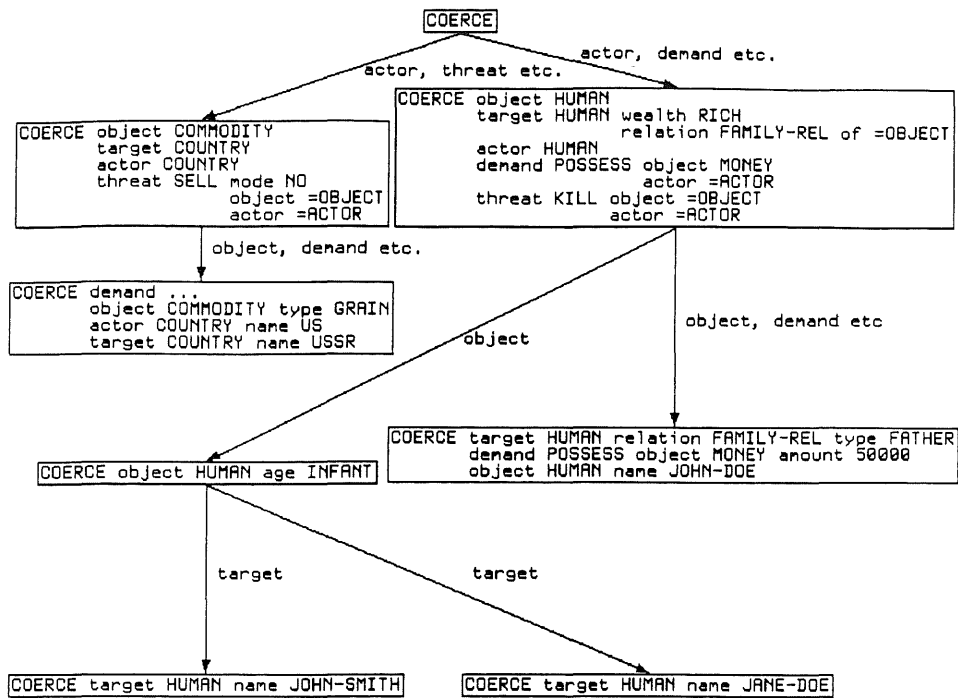 COERCE
actor, threat etc.
actor, demand etc.
COERCE object COMMODITY
target COUNTRY
actor COUNTRY
threat SELL mode NO
object =OBJECT
actor =ACTOR
COERCE object HUMAN
target HUMAN wealth RICH
relation FAMILY-REL of =OBJECT
actor HUMAN
demand POSSESS object MONEY
actor =ACTOR
threat KILL object =OBJECT
actor =ACTOR
object, demand etc.
COERCE demand ...
object COMMODITY type GRAIN
actor COUNTRY name US
target COUNTRY name USSR
object
object, demand etc
COERCE object HUMAN age INFANT
COERCE target HUMAN relation FAMILY-REL type FATHER
demand POSSESS object MONEY amount 50000
object HUMAN name JOHN-DOE
target
target
COERCE target HUMAN name JOHN-SMITH
COERCE target HUMAN name JANE-DOE